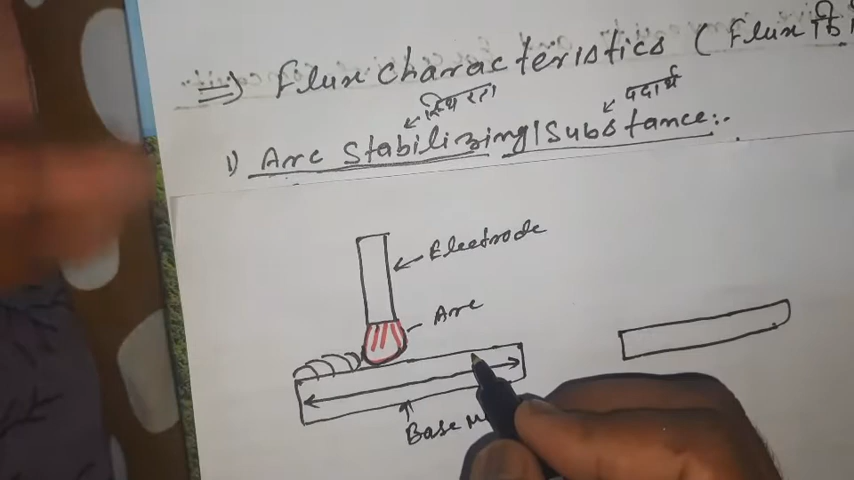 =) Flux characteristics ( Flux
स्थिरता पदार्थ
1) Arc Stabilizing | Substance:.
Electrode
Arc
Base